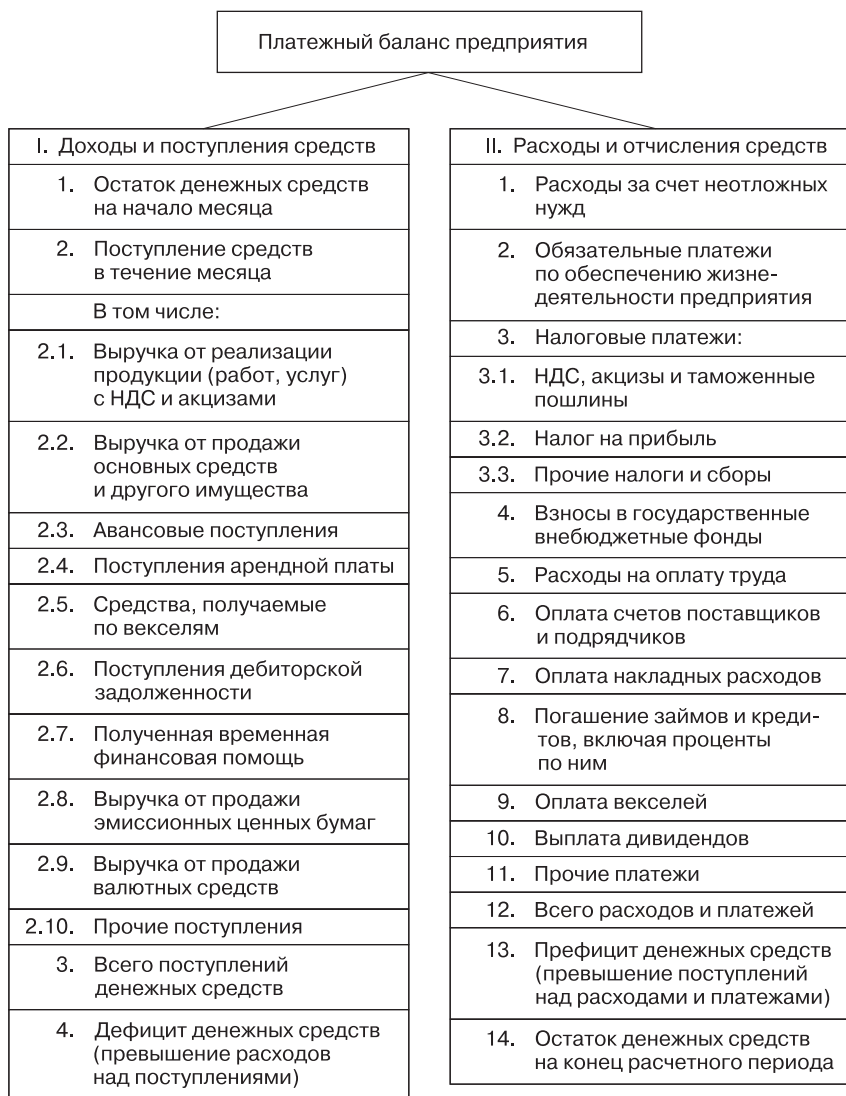 Платежный баланс предприятия
I. Доходы и поступления средств
1. Остаток денежных средств
на начало месяца
2. Поступление средств
в течение месяца
В том числе:
2.1. Выручка от реализации
продукции (работ, услуг)
с НДС и акцизами
2.2. Выручка от продажи
основных средств
и другого имущества
2.3. Авансовые поступления
2.4. Поступления арендной платы
2.5. Средства, получаемые
по векселям
2.6. Поступления дебиторской
задолженности
2.7. Полученная временная
финансовая помощь
2.8. Выручка от продажи
эмиссионных ценных бумаг
2.9. Выручка от продажи
валютных средств
2.10. Прочие поступления
3. Всего поступлений
денежных средств
4. Дефицит денежных средств
(превышение расходов
над поступлениями)
II. Расходы и отчисления средств
1. Расходы за счет неотложных
нужд
2. Обязательные платежи
по обеспечению жизне-
деятельности предприятия
3. Налоговые платежи:
3.1. НДС, акцизы и таможенные
пошлины
3.2. Налог на прибыль
3.3. Прочие налоги и сборы
4. Взносы в государственные
внебюджетные фонды
5. Расходы на оплату труда
6. Оплата счетов поставщиков
и подрядчиков
7. Оплата накладных расходов
8. Погашение займов и креди-
тов, включая проценты
по ним
9. Оплата векселей
10. Выплата дивидендов
11. Прочие платежи
12. Всего расходов и платежей
13. Префицит денежных средств
(превышение поступлений
над расходами и платежами)
14. Остаток денежных средств
на конец расчетного периода